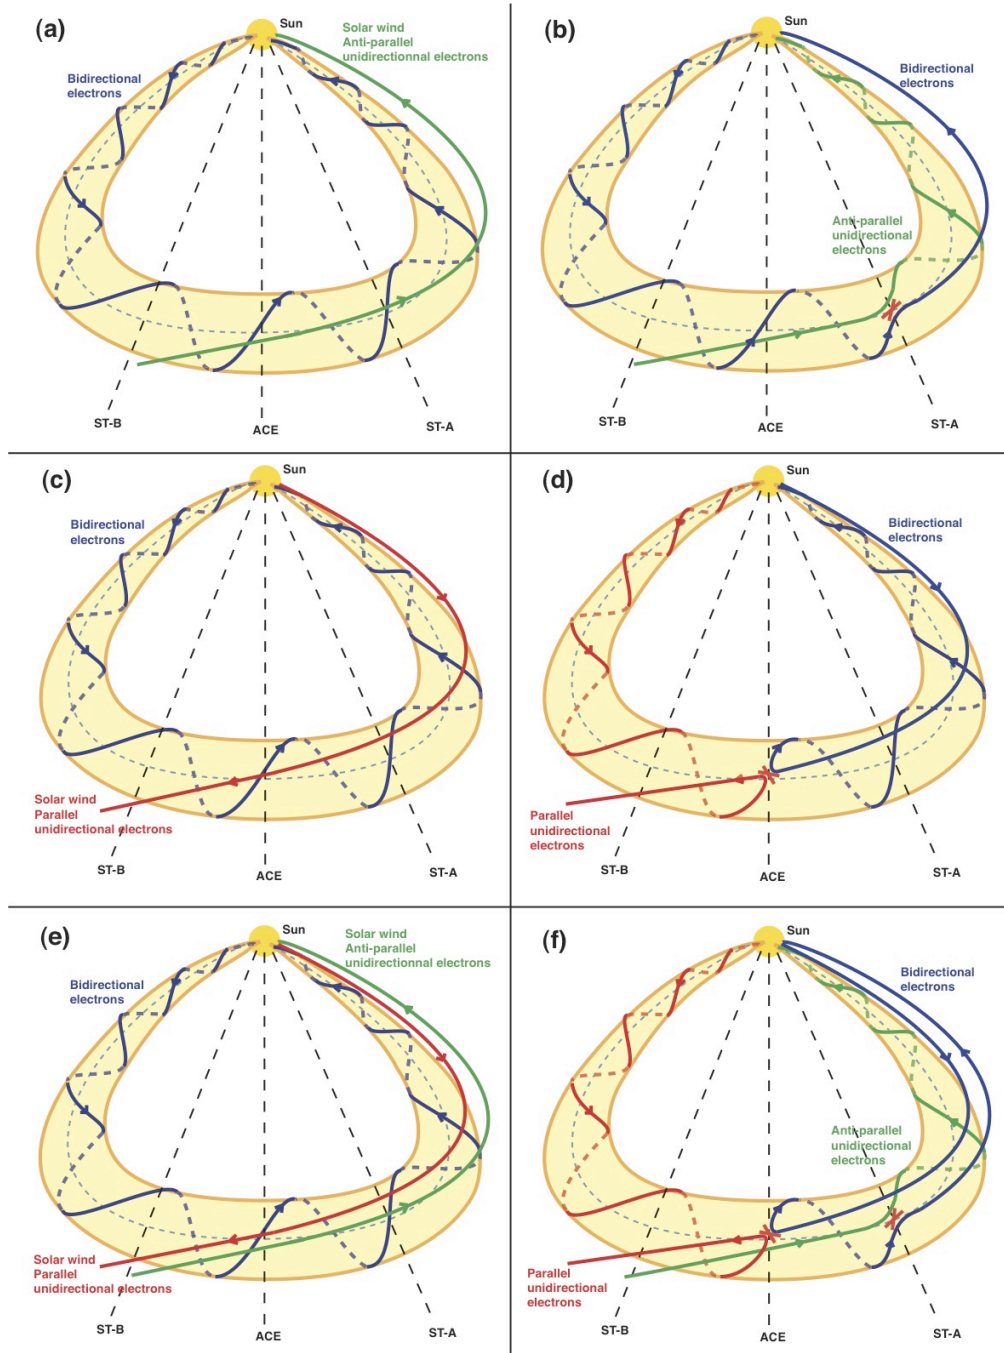 (a)
Sun
Solar wind
Anti-parallel
unidirectionnal electrons
Bidirectional
electrons
ST-B
ACE
ST-A
(b)
Sun
Bidirectional
electrons
Anti-parallel
unidirectional
electrons
ST-B
ACE
ST-A
(c)
Sun
Bidirectional
electrons
Solar wind
Parallel
unidirectional electrons
ST-B
ACE
ST-A
(d)
Sun
Bidirectional
electrons
Parallel
unidirectional
electrons
ST-B
ACE
ST-A
(e)
Sun
Solar wind
Anti-parallel
unidirectionnal electrons
Bidirectional
electrons
Solar wind
Parallel
unidirectional electrons
ST-B
ACE
ST-A
(f)
Sun
Bidirectional
electrons
Anti-parallel
unidirectional
electrons
Parallel
unidirectional
electrons
ST-B
ACE
ST-A